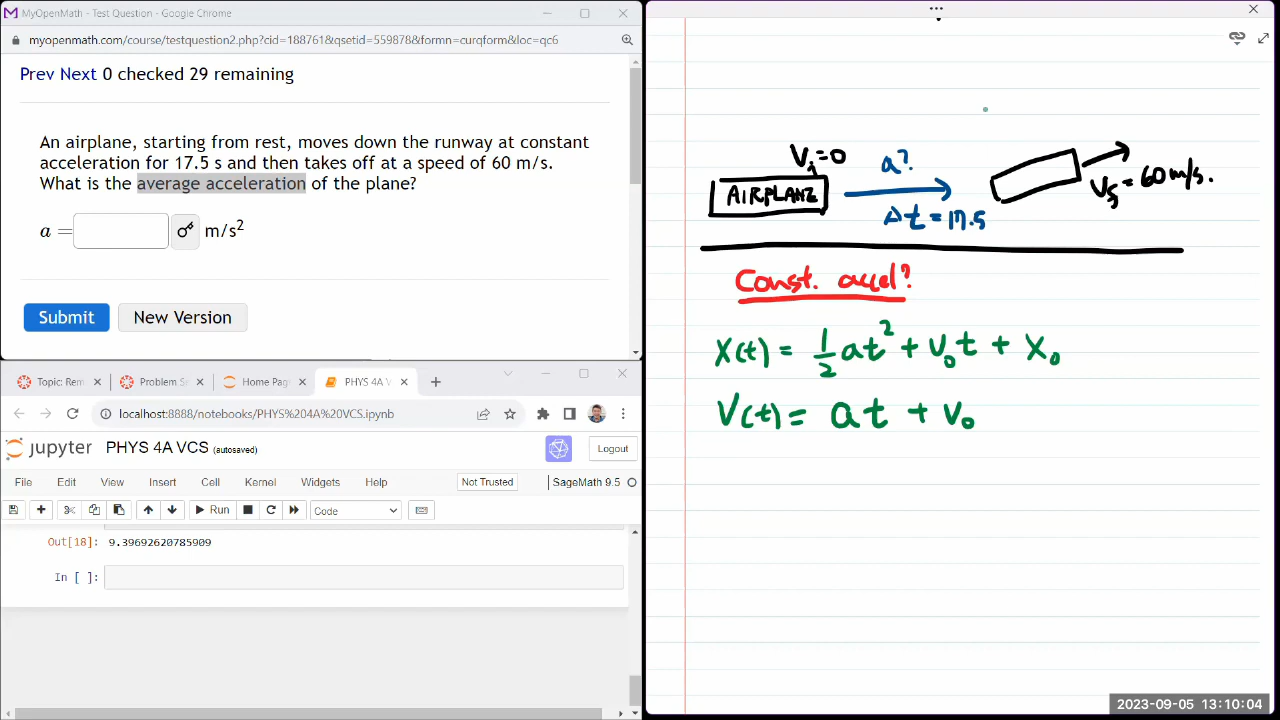 MyOpenMath - Test Question - Google Chrome
myopenmath.com/course/testquestion2.php?cid=188761&qsetid=559878&formn=curqform&loc=qc6
Prev Next 0 checked 29 remaining
An airplane, starting from rest, moves down the runway at constant
acceleration for 17.5 s and then takes off at a speed of 60 m/s.
What is the average acceleration of the plane?
a = m/s²
Submit New Version
Topic Rem
Problem S
Home Pag
PHYS 4A V
localhost:8888/notebooks/PHYS%204A%20VCS.ipynb
jupyter PHYS 4A VCS (autosaved) Logout
File Edit View Insert Cell Kernel Widgets Help Not Trusted SageMath 9.5
Run Code
Out[18]: 9.39692620785909
In [ ]:
Vi=0
AIRPLANE
a?
Δt=17.5
Vf = 60 m/s.
Const. accel?
X(t) = 1/2 at² + V₀t + X₀
V(t) = at + V₀
2023-09-05 13:10:04